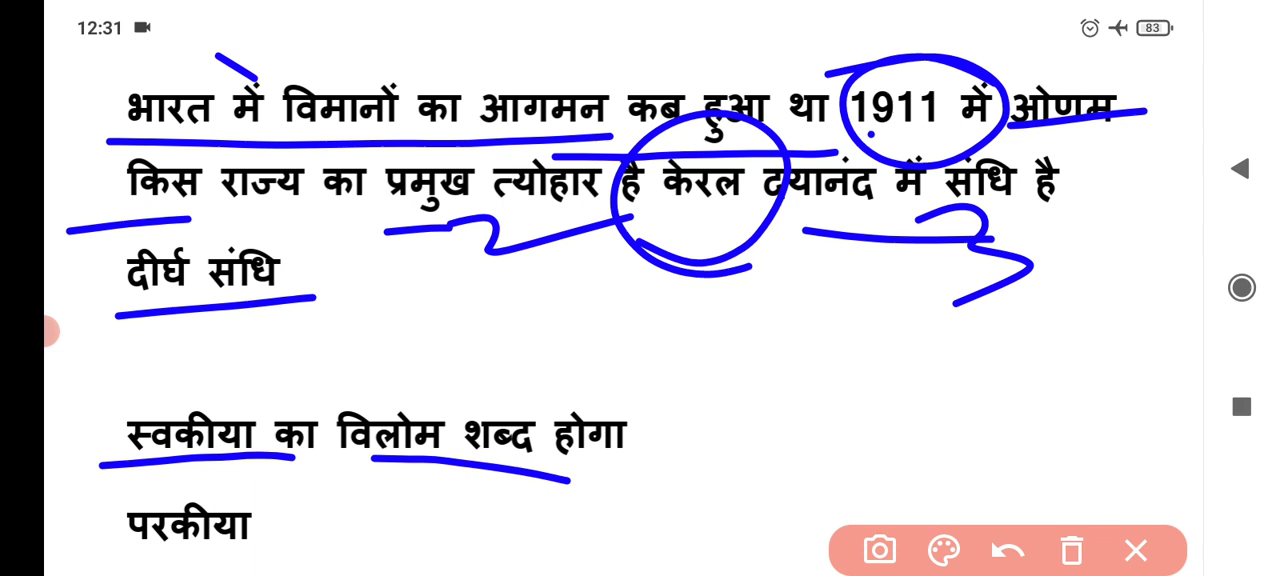 12:31
83
भारत में विमानों का आगमन कब हुआ था 1911 में ओणम
किस राज्य का प्रमुख त्योहार है केरल दयानंद में संधि है
दीर्घ संधि
स्वकीया का विलोम शब्द होगा
परकीया